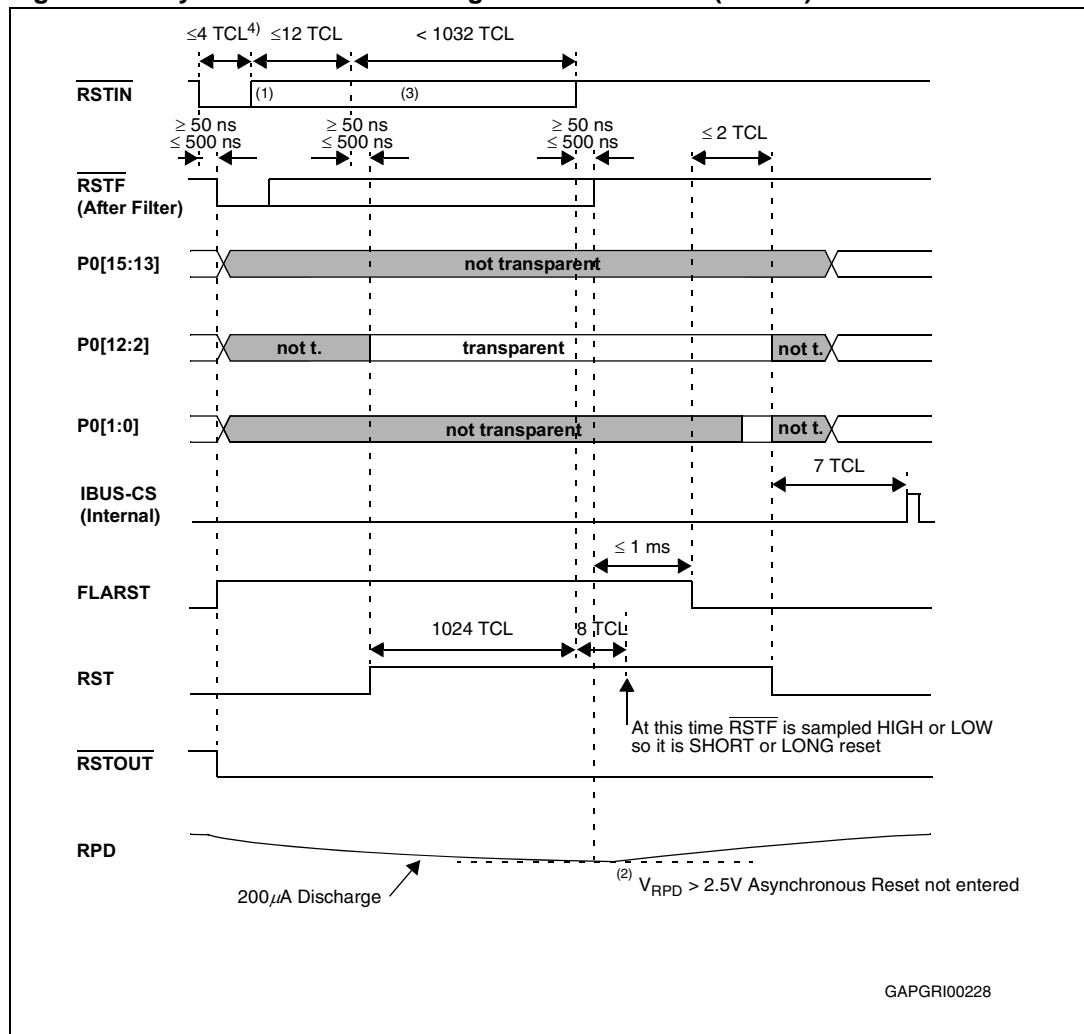 ≤4 TCL4) ≤12 TCL < 1032 TCL
RSTIN (1) (3)
≥ 50 ns ≥ 50 ns ≥ 50 ns
≤ 500 ns ≤ 500 ns ≤ 500 ns ≤ 2 TCL
RSTF
(After Filter)
P0[15:13] not transparent
P0[12:2] not t. transparent not t.
P0[1:0] not transparent not t.
7 TCL
IBUS-CS
(Internal)
≤ 1 ms
FLARST
1024 TCL 8 TCL
RST
At this time RSTF is sampled HIGH or LOW
so it is SHORT or LONG reset
RSTOUT
RPD
200μA Discharge
(2) VRPD > 2.5V Asynchronous Reset not entered
GAPGRI00228